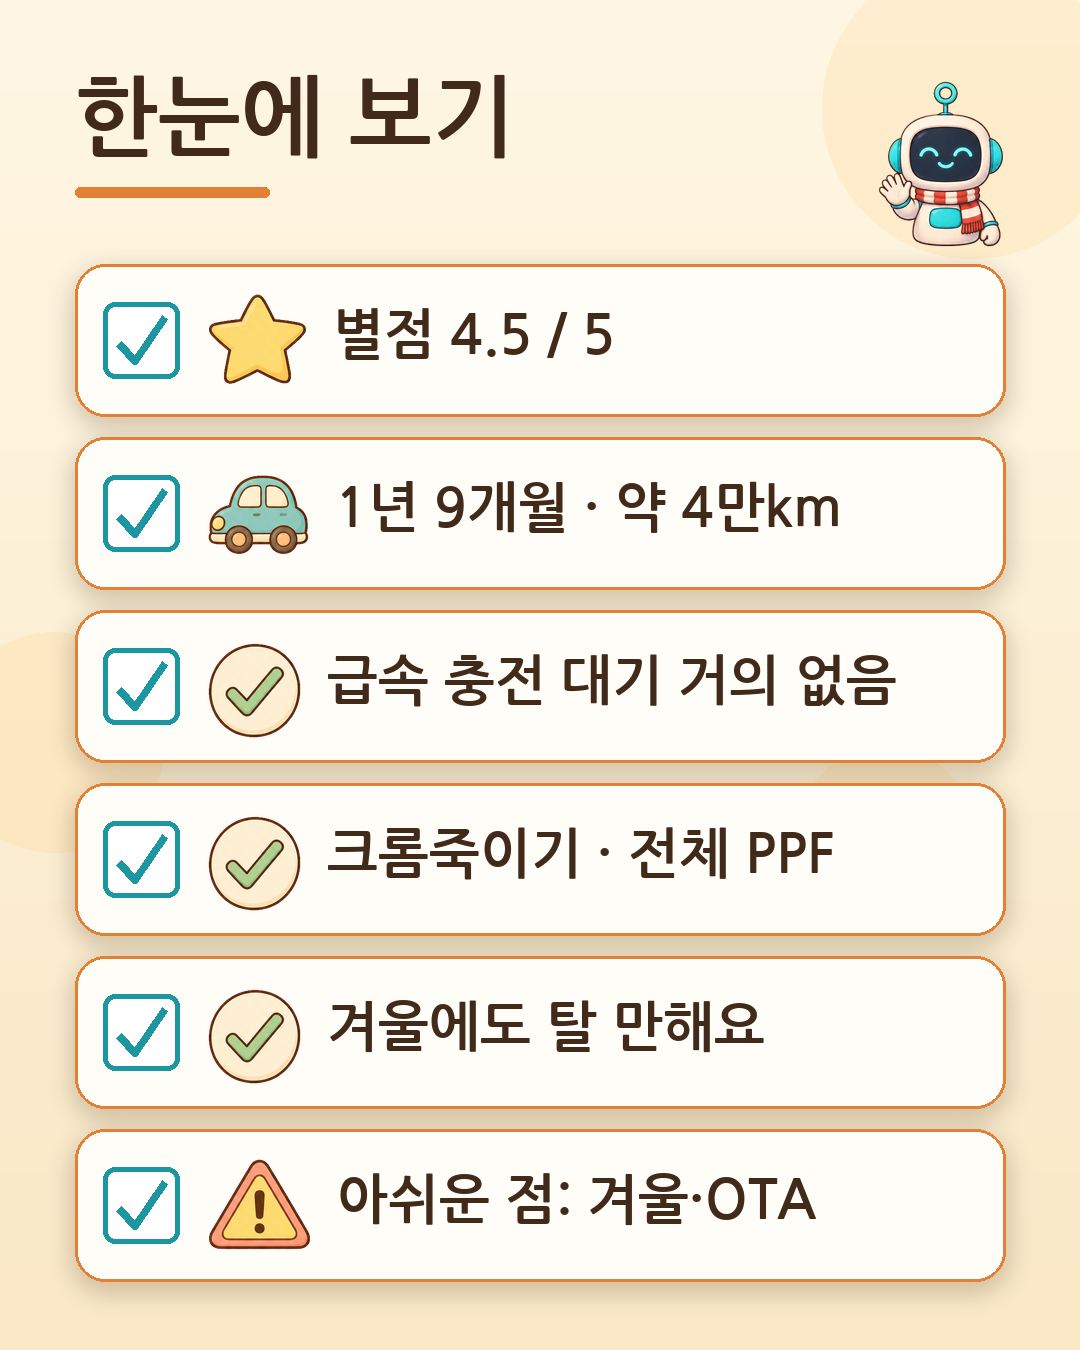 한눈에 보기
별점 4.5 / 5
1년 9개월 · 약 4만km
급속 충전 대기 거의 없음
크롬죽이기 · 전체 PPF
겨울에도 탈 만해요
아쉬운 점: 겨울·OTA